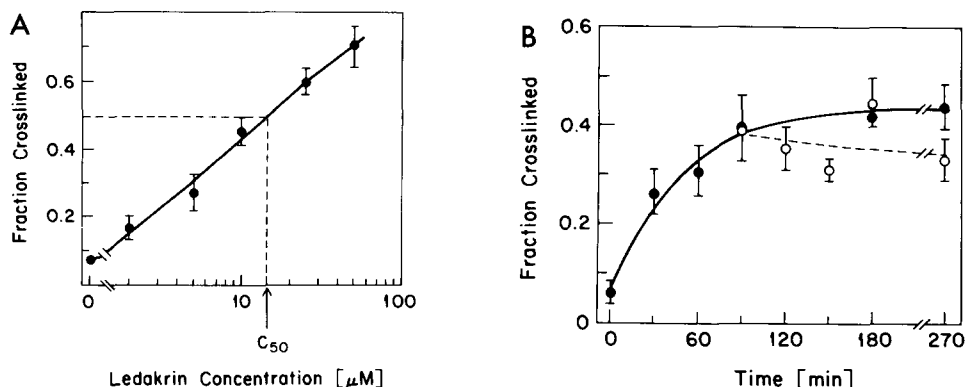 A
Fraction Crosslinked
0.6
0.4
0.2
0
10
100
C50
Ledakrin Concentration [μM]
B
Fraction Crosslinked
0.6
0.4
0.2
0
0
60
120
180
270
Time [min]